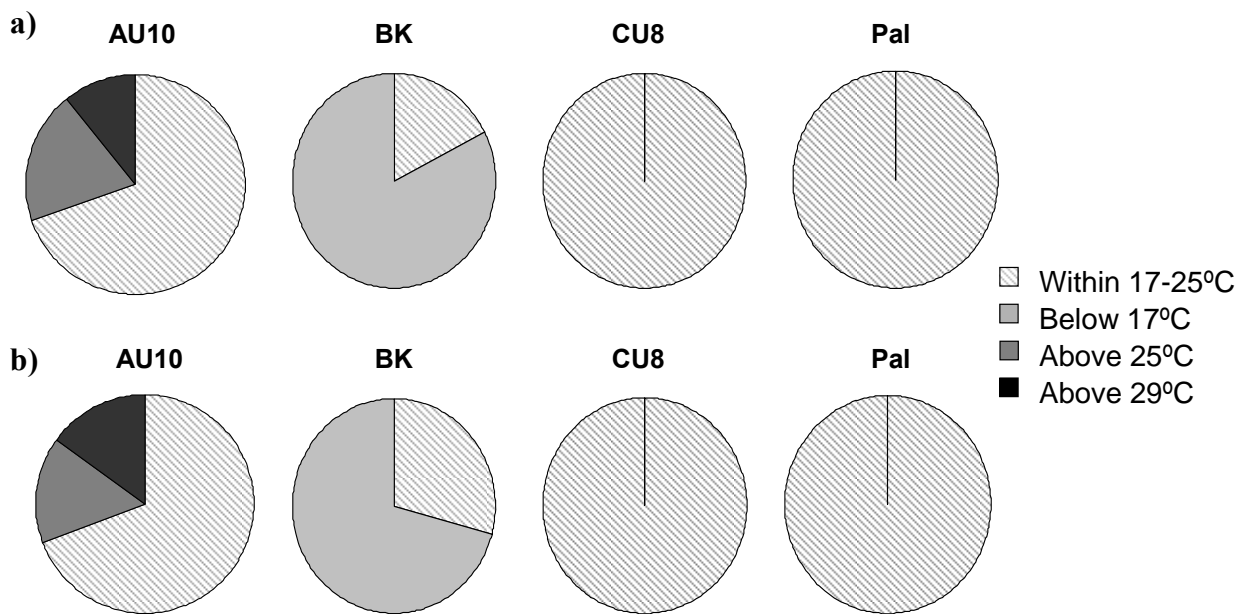 a)
AU10 BK CU8 Pal
Within 17-25ºC
Below 17ºC
Above 25ºC
Above 29ºC
b)
AU10 BK CU8 Pal